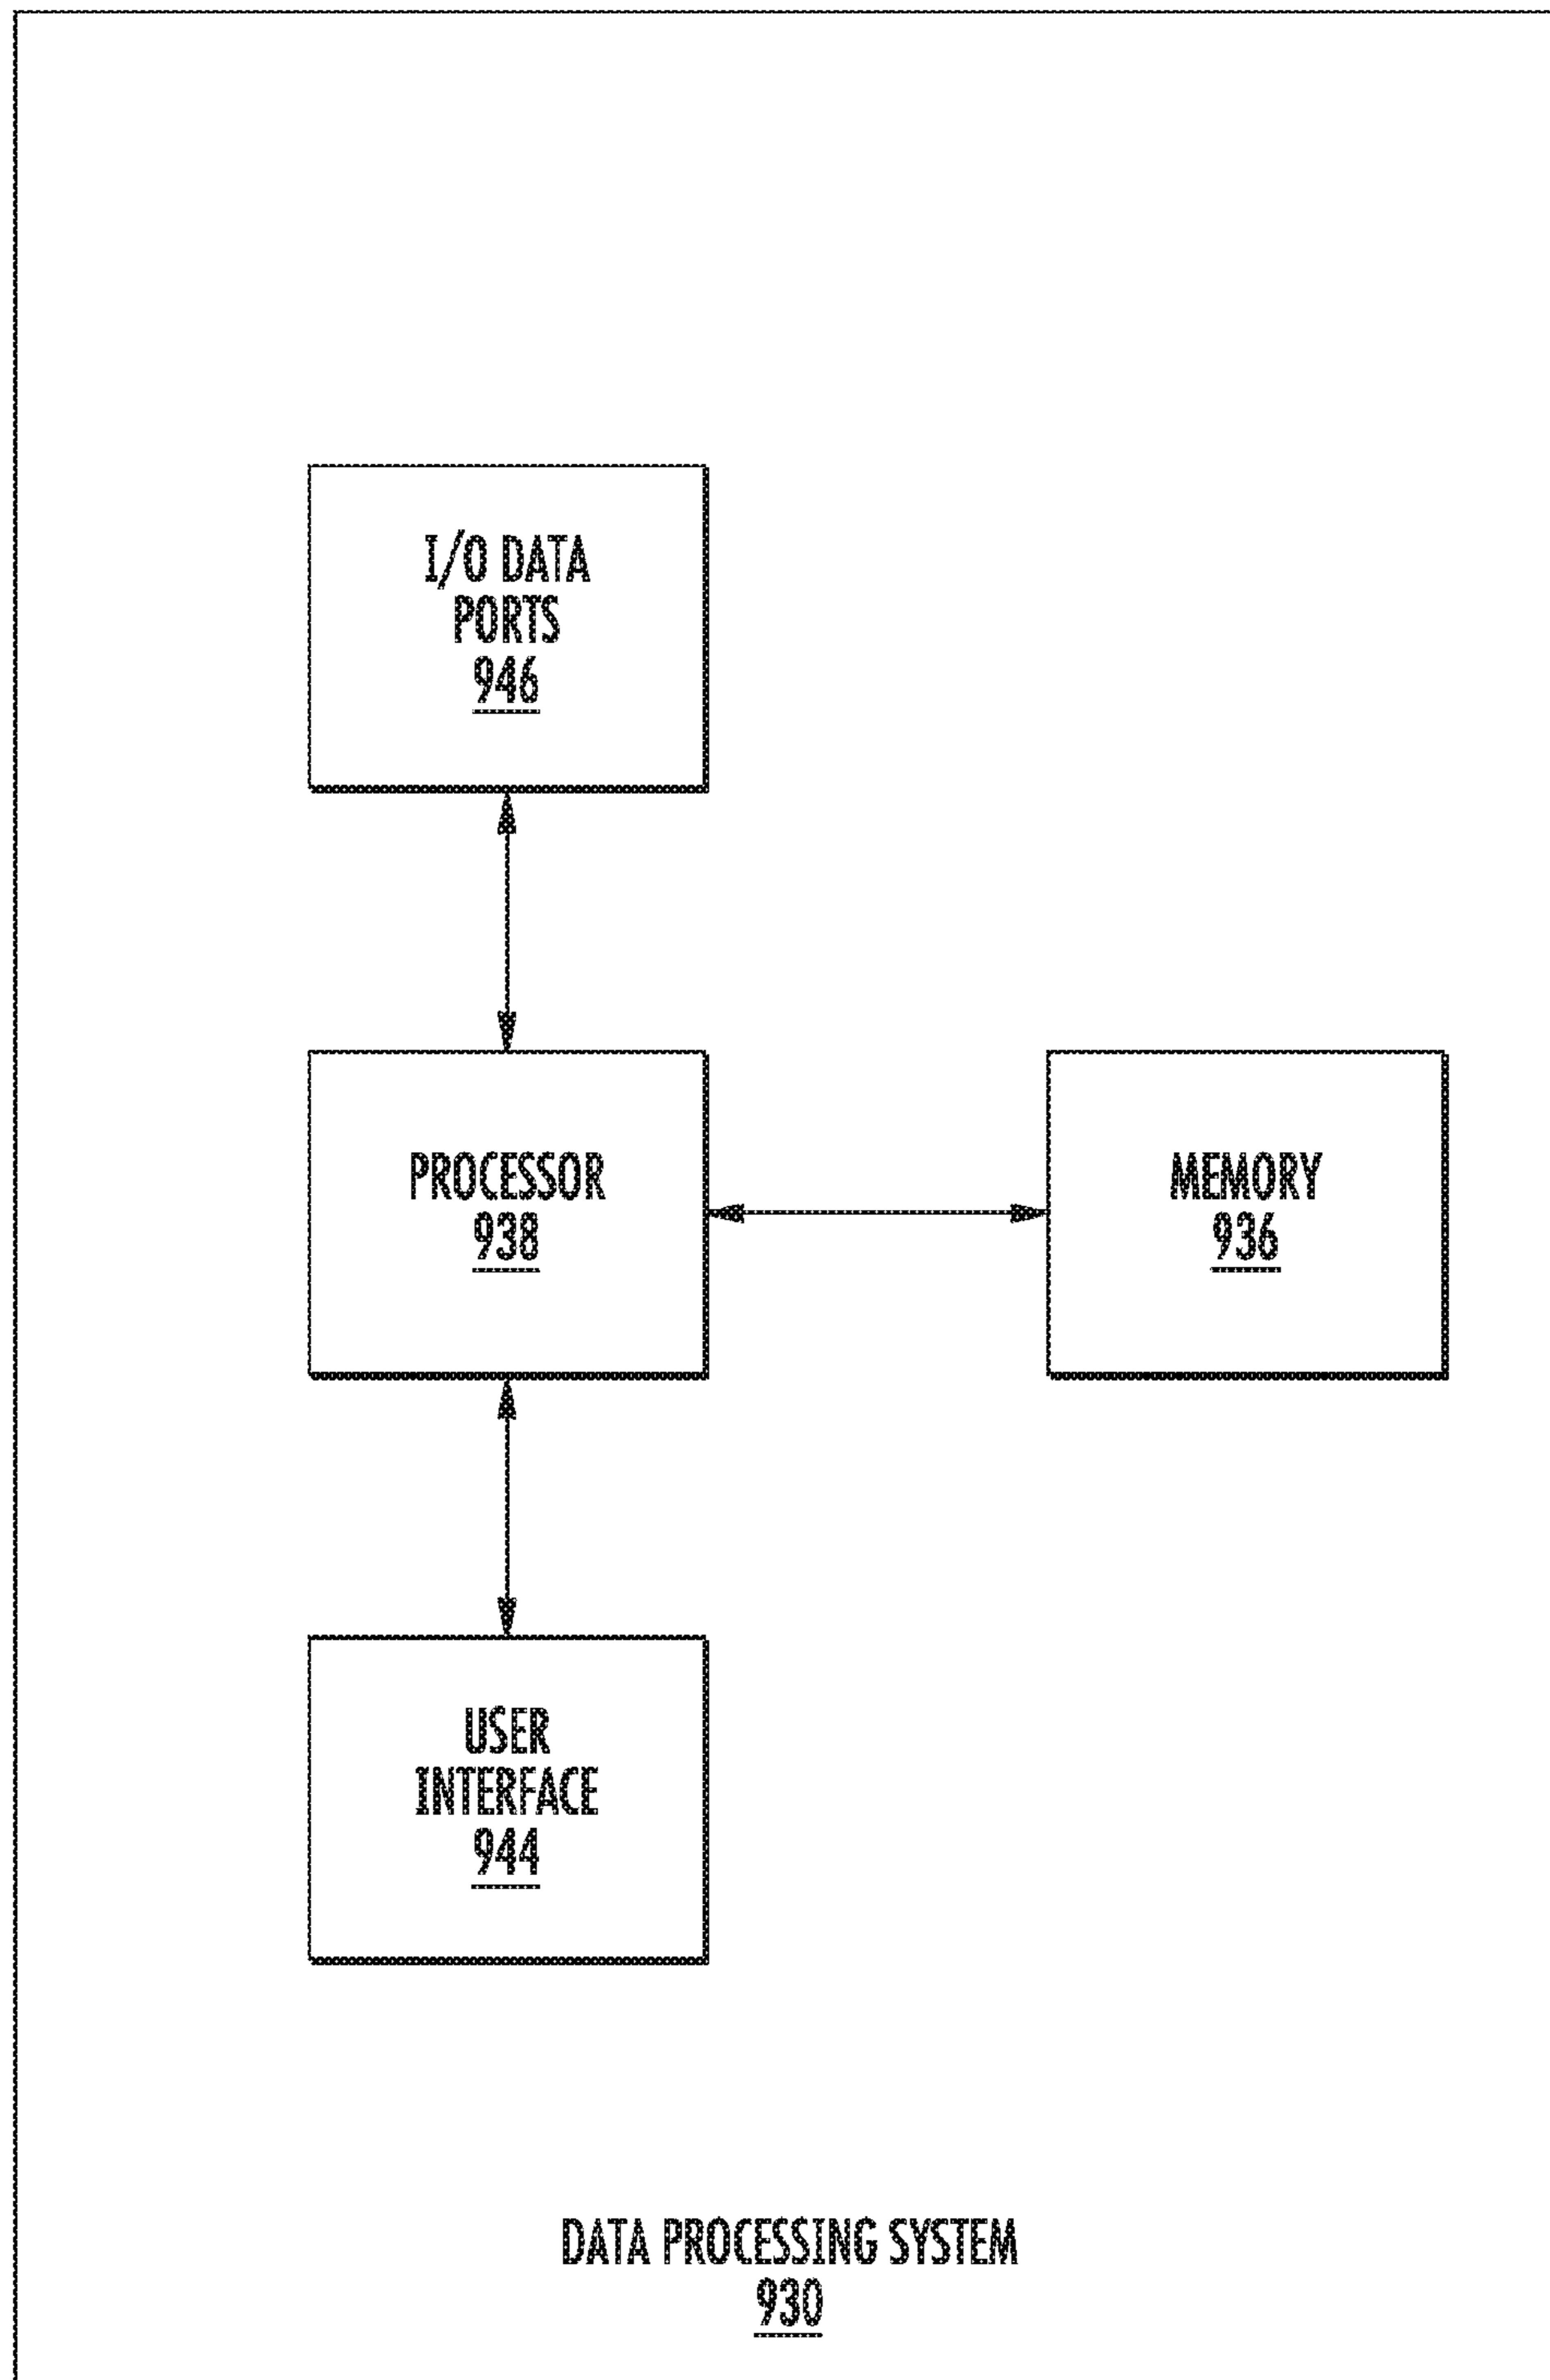 I/O DATA
PORTS
946
PROCESSOR
938
MEMORY
936
USER
INTERFACE
944
DATA PROCESSING SYSTEM
930